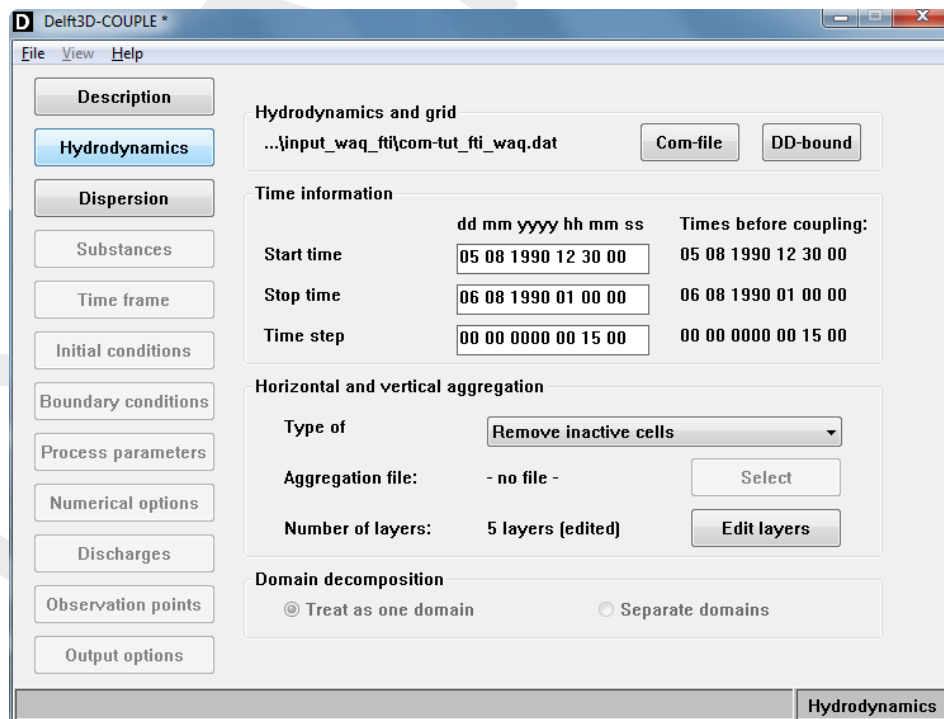 D Delft3D-COUPLE *
File View Help
Description
Hydrodynamics
Dispersion
Substances
Time frame
Initial conditions
Boundary conditions
Process parameters
Numerical options
Discharges
Observation points
Output options
Hydrodynamics and grid
...\input_waq_fti\com-tut_fti_waq.dat Com-file DD-bound
Time information
dd mm yyyy hh mm ss Times before coupling:
Start time 05 08 1990 12 30 00 05 08 1990 12 30 00
Stop time 06 08 1990 01 00 00 06 08 1990 01 00 00
Time step 00 00 0000 00 15 00 00 00 0000 00 15 00
Horizontal and vertical aggregation
Type of Remove inactive cells
Aggregation file: - no file - Select
Number of layers: 5 layers (edited) Edit layers
Domain decomposition
Treat as one domain Separate domains
Hydrodynamics